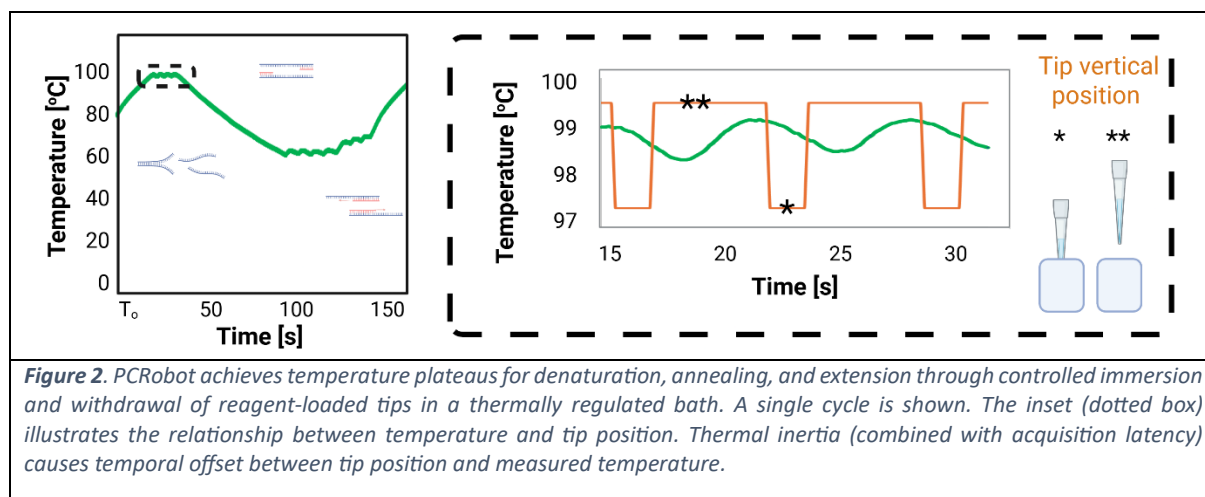 Temperature [ºC]
100
80
60
40
20
0
T₀
50
100
150
Time [s]
Temperature [ºC]
100
99
98
97
**
*
15
20
25
30
Time [s]
Tip vertical
position
* **
Figure 2. PCRobot achieves temperature plateaus for denaturation, annealing, and extension through controlled immersion
and withdrawal of reagent-loaded tips in a thermally regulated bath. A single cycle is shown. The inset (dotted box)
illustrates the relationship between temperature and tip position. Thermal inertia (combined with acquisition latency)
causes temporal offset between tip position and measured temperature.